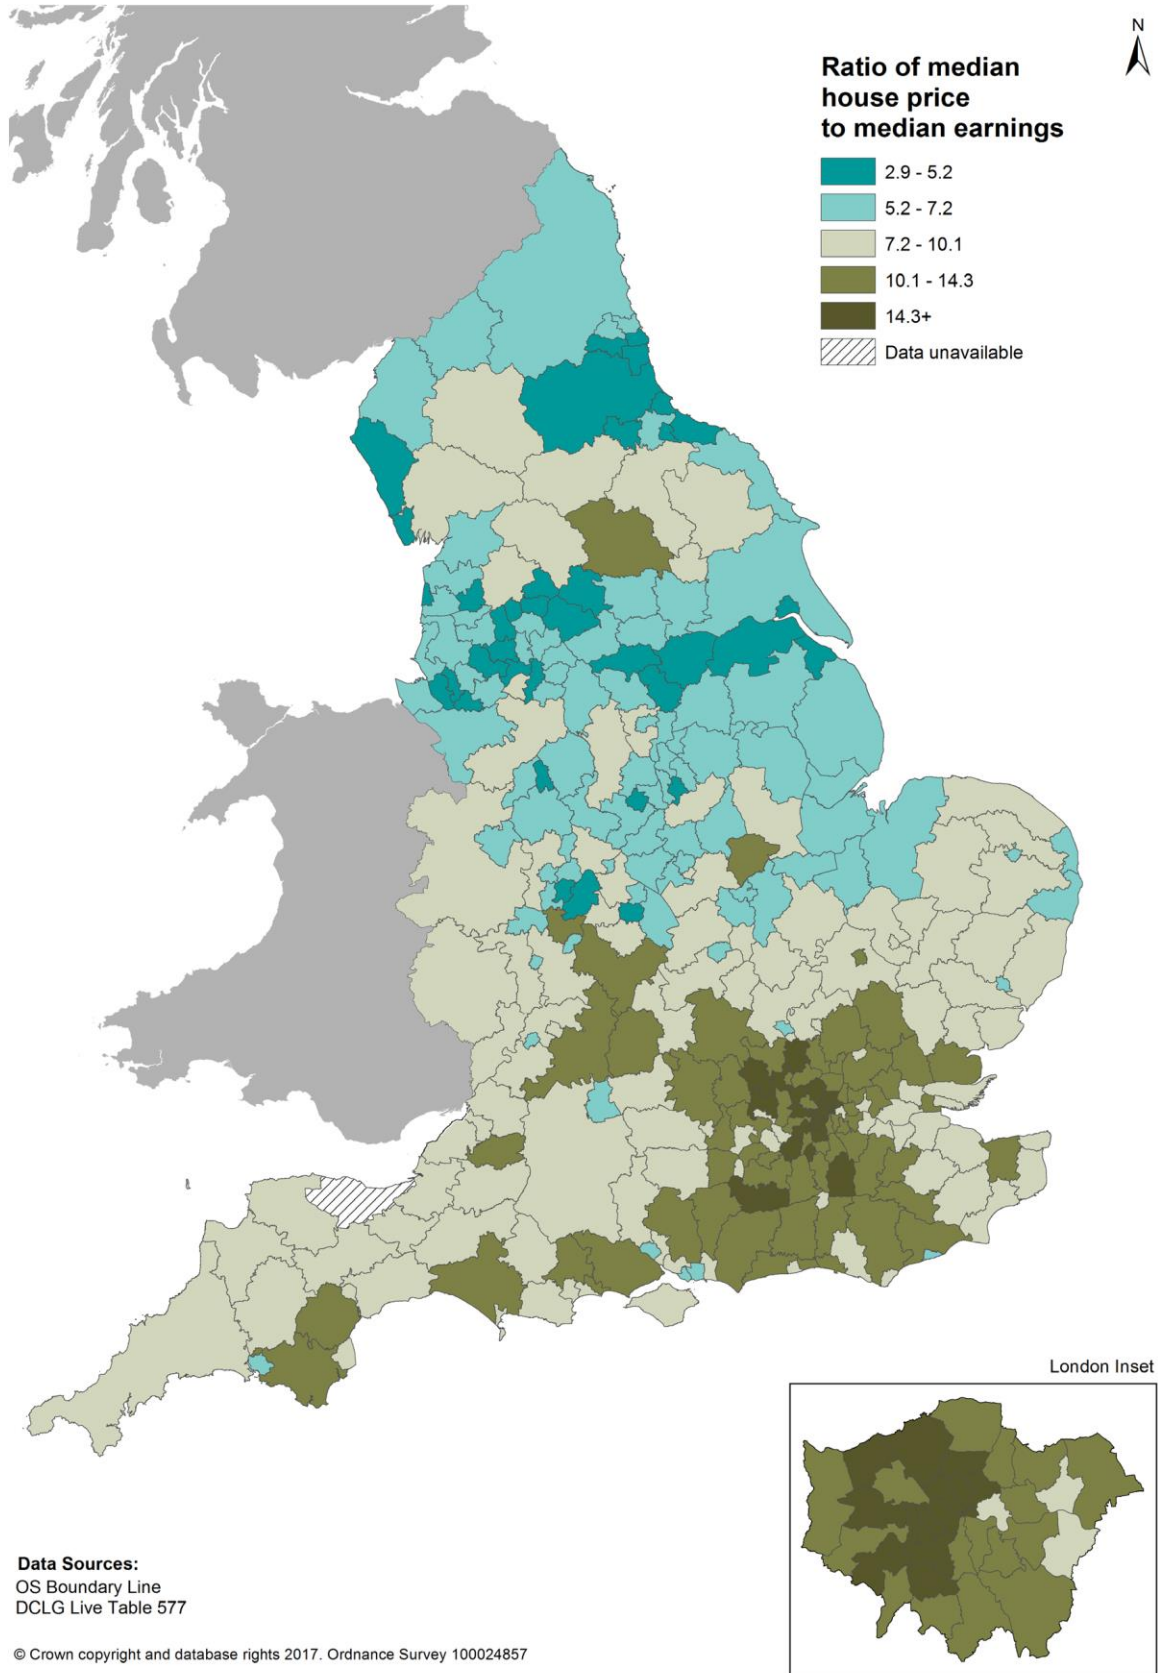 N
Ratio of median
house price
to median earnings
2.9 - 5.2
5.2 - 7.2
7.2 - 10.1
10.1 - 14.3
14.3+
Data unavailable
London Inset
Data Sources:
OS Boundary Line
DCLG Live Table 577
© Crown copyright and database rights 2017. Ordnance Survey 100024857